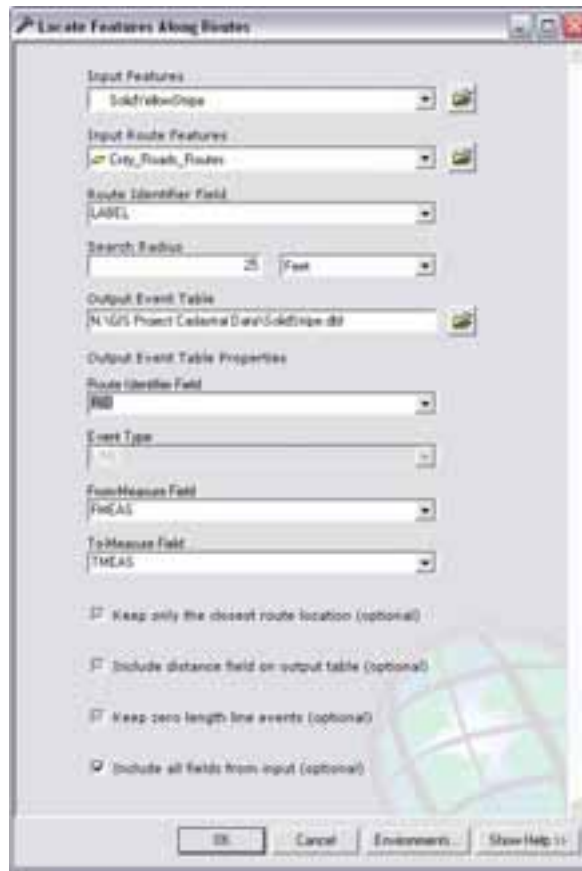 Locate Features Along Routes
Input Features
SolidYellowStripe
Input Route Features
Cnty_Roads_Routes
Route Identifier Field
LABEL
Search Radius
25 Feet
Output Event Table
N:\GIS Project Cadastral Data\SolidStripe.dbf
Output Event Table Properties
Route Identifier Field
RID
Event Type
From-Measure Field
FMEAS
To-Measure Field
TMEAS
Keep only the closest route location (optional)
Include distance field on output table (optional)
Keep zero length line events (optional)
Include all fields from input (optional)
OK Cancel Environments... Show Help >>